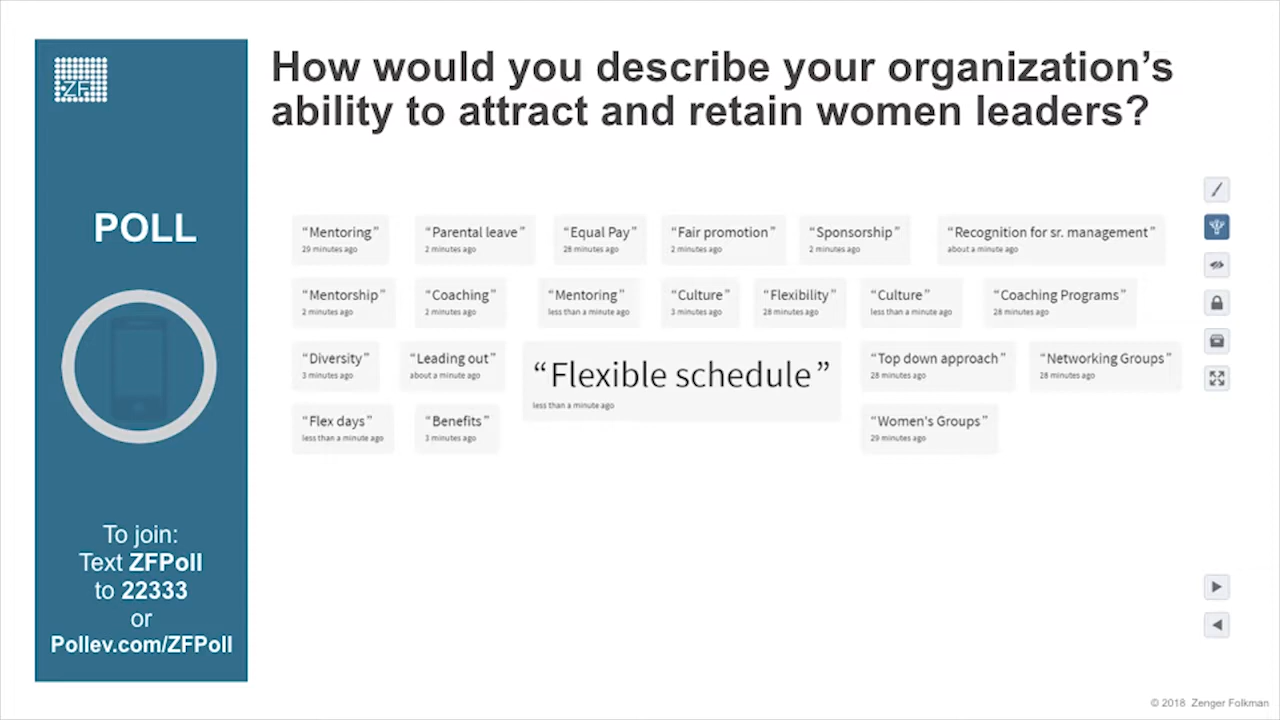 ZF
How would you describe your organization’s
ability to attract and retain women leaders?
POLL
“Mentoring”
29 minutes ago
“Parental leave”
2 minutes ago
“Equal Pay”
28 minutes ago
“Fair promotion”
2 minutes ago
“Sponsorship”
2 minutes ago
“Recognition for sr. management”
about a minute ago
“Mentorship”
2 minutes ago
“Coaching”
2 minutes ago
“Mentoring”
less than a minute ago
“Culture”
3 minutes ago
“Flexibility”
28 minutes ago
“Culture”
less than a minute ago
“Coaching Programs”
28 minutes ago
“Diversity”
3 minutes ago
“Leading out”
about a minute ago
“Flexible schedule”
less than a minute ago
“Top down approach”
28 minutes ago
“Networking Groups”
28 minutes ago
“Flex days”
less than a minute ago
“Benefits”
3 minutes ago
“Women's Groups”
29 minutes ago
To join:
Text ZFPoll
to 22333
or
Pollev.com/ZFPoll
© 2018 Zenger Folkman